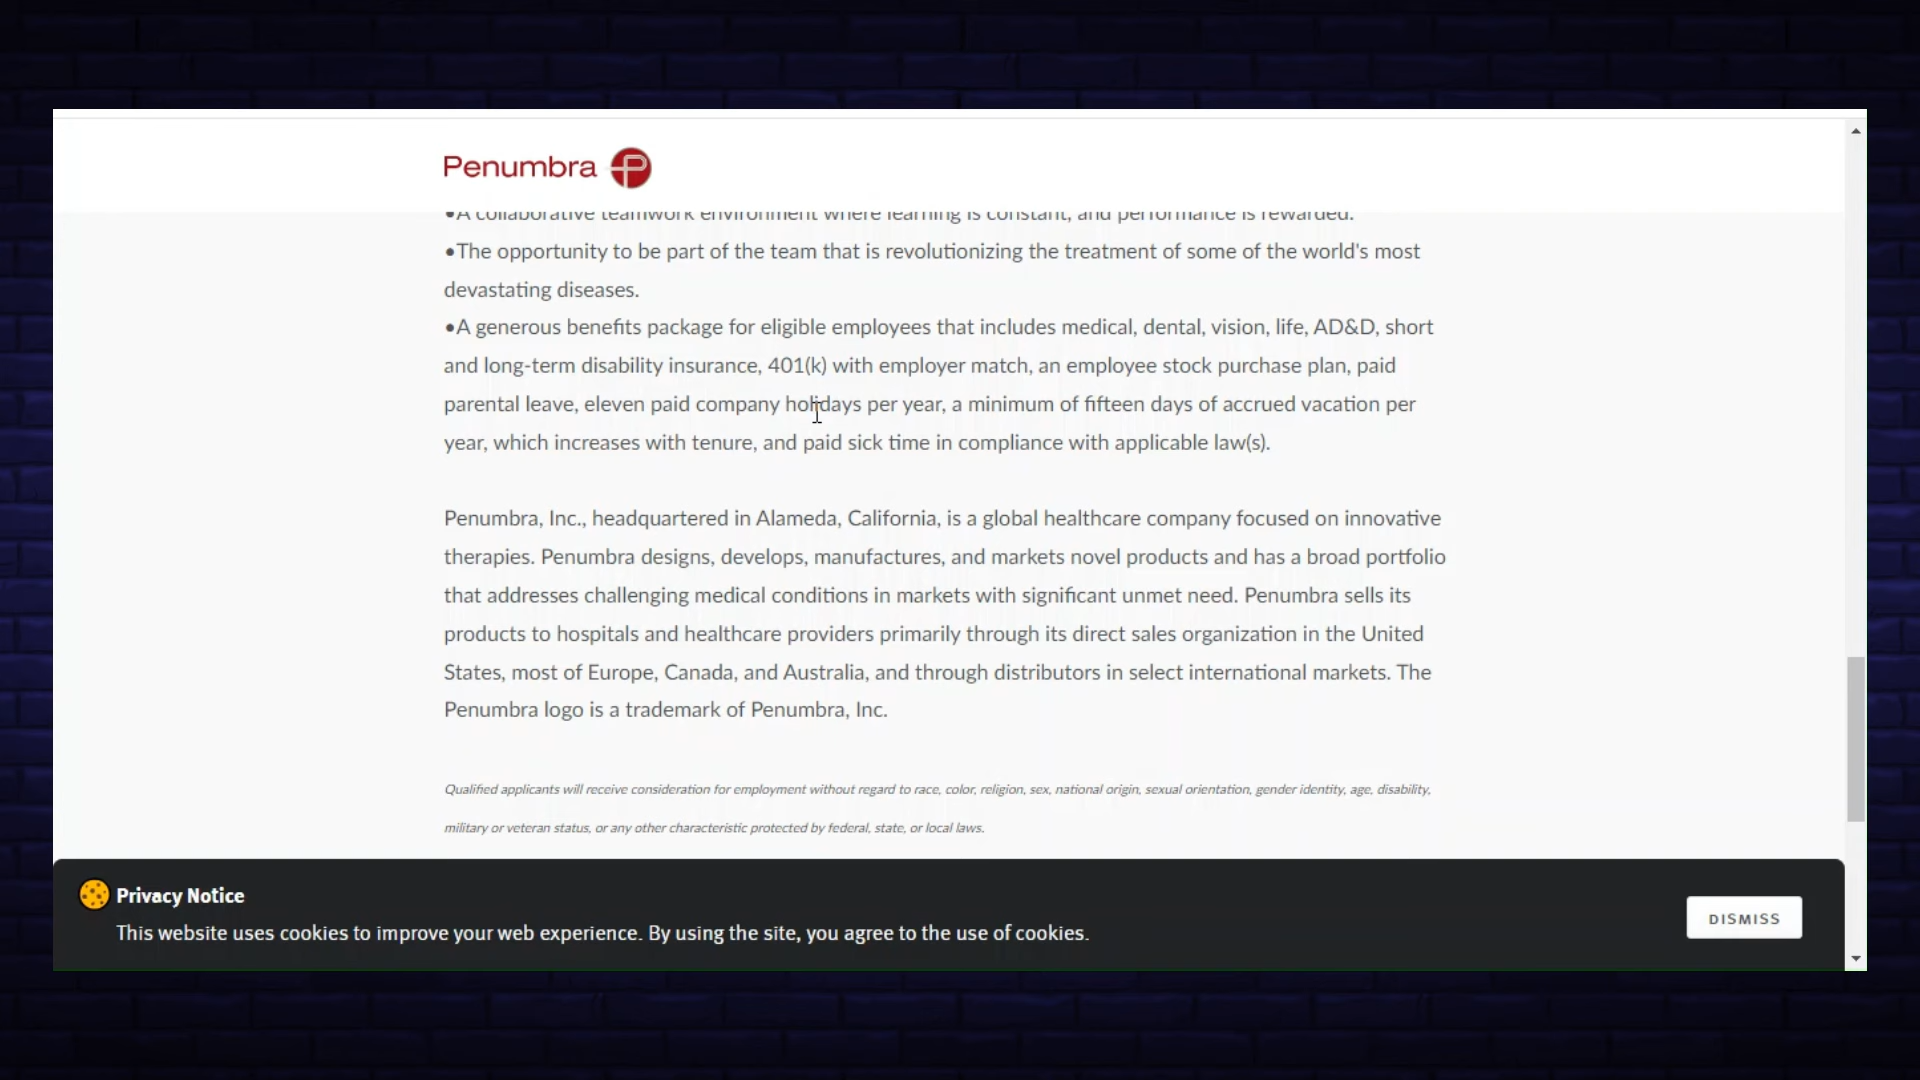 Penumbra P
•A collaborative teamwork environment where learning is constant, and performance is rewarded.
•The opportunity to be part of the team that is revolutionizing the treatment of some of the world's most
devastating diseases.
•A generous benefits package for eligible employees that includes medical, dental, vision, life, AD&D, short
and long-term disability insurance, 401(k) with employer match, an employee stock purchase plan, paid
parental leave, eleven paid company holidays per year, a minimum of fifteen days of accrued vacation per
year, which increases with tenure, and paid sick time in compliance with applicable law(s).
Penumbra, Inc., headquartered in Alameda, California, is a global healthcare company focused on innovative
therapies. Penumbra designs, develops, manufactures, and markets novel products and has a broad portfolio
that addresses challenging medical conditions in markets with significant unmet need. Penumbra sells its
products to hospitals and healthcare providers primarily through its direct sales organization in the United
States, most of Europe, Canada, and Australia, and through distributors in select international markets. The
Penumbra logo is a trademark of Penumbra, Inc.
Qualified applicants will receive consideration for employment without regard to race, color, religion, sex, national origin, sexual orientation, gender identity, age, disability,
military or veteran status, or any other characteristic protected by federal, state, or local laws.
Privacy Notice
This website uses cookies to improve your web experience. By using the site, you agree to the use of cookies.
DISMISS